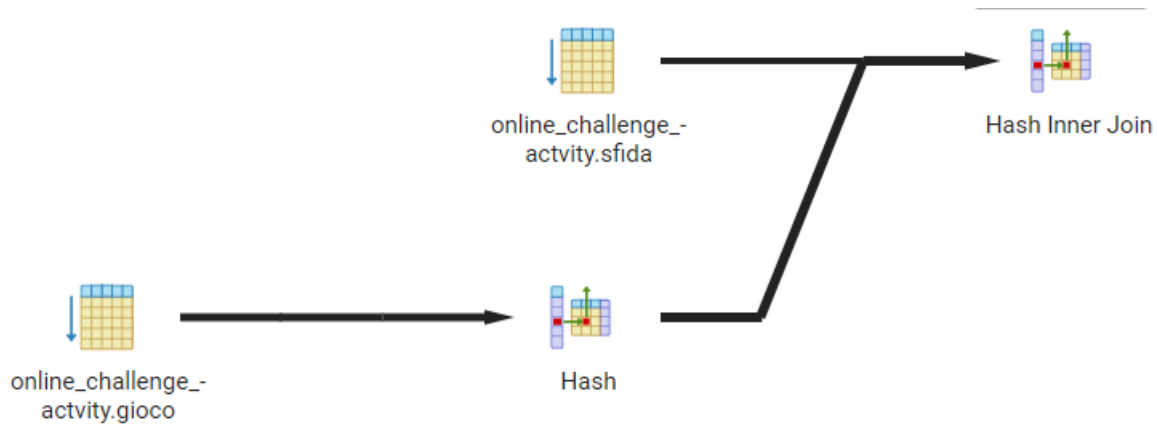 online_challenge_-
actvity.sfida
Hash Inner Join
online_challenge_-
actvity.gioco
Hash